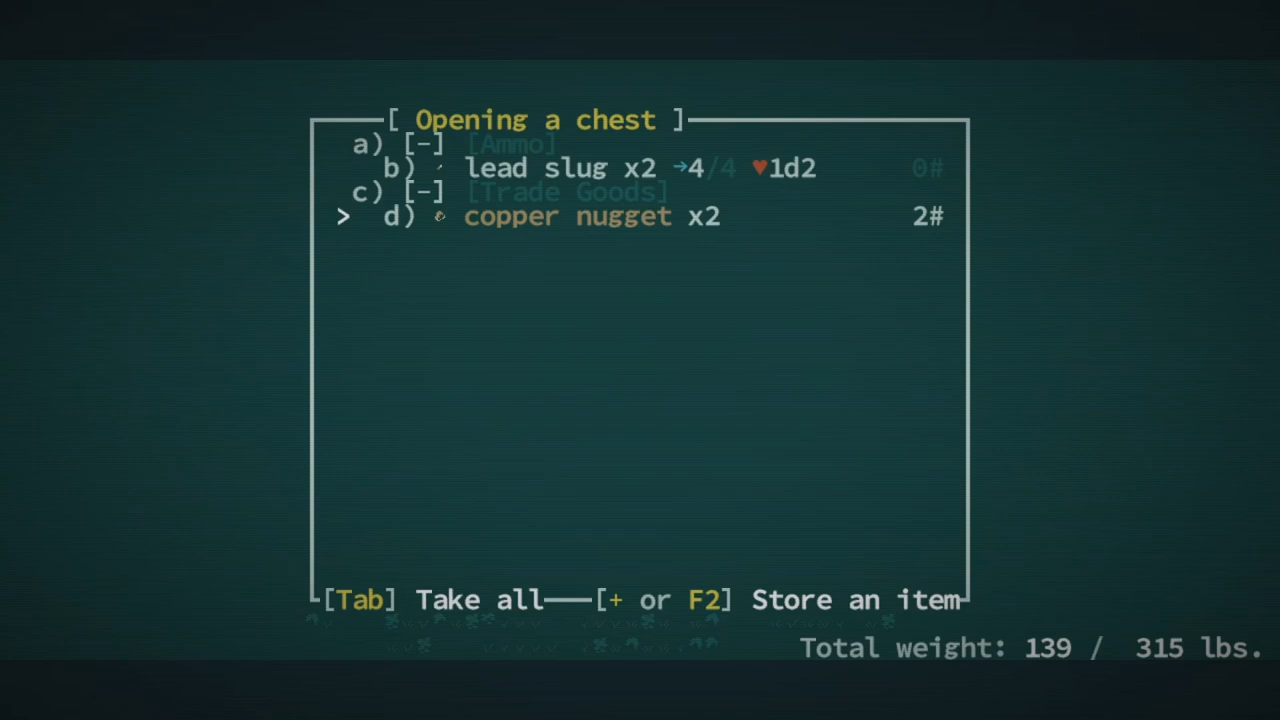 [ Opening a chest ]
a) [-] [Ammo]
b) lead slug x2 →4/4 ♥1d2 0#
c) [-] [Trade Goods]
> d) copper nugget x2 2#
[Tab] Take all [+ or F2] Store an item
Total weight: 139 / 315 lbs.